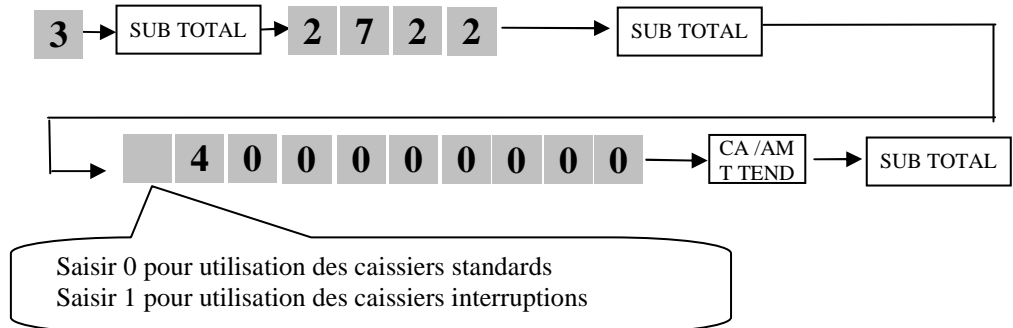 3 SUB TOTAL 2 7 2 2 SUB TOTAL
4 0 0 0 0 0 0 0 0 CA /AM
T TEND SUB TOTAL
Saisir 0 pour utilisation des caissiers standards
Saisir 1 pour utilisation des caissiers interruptions